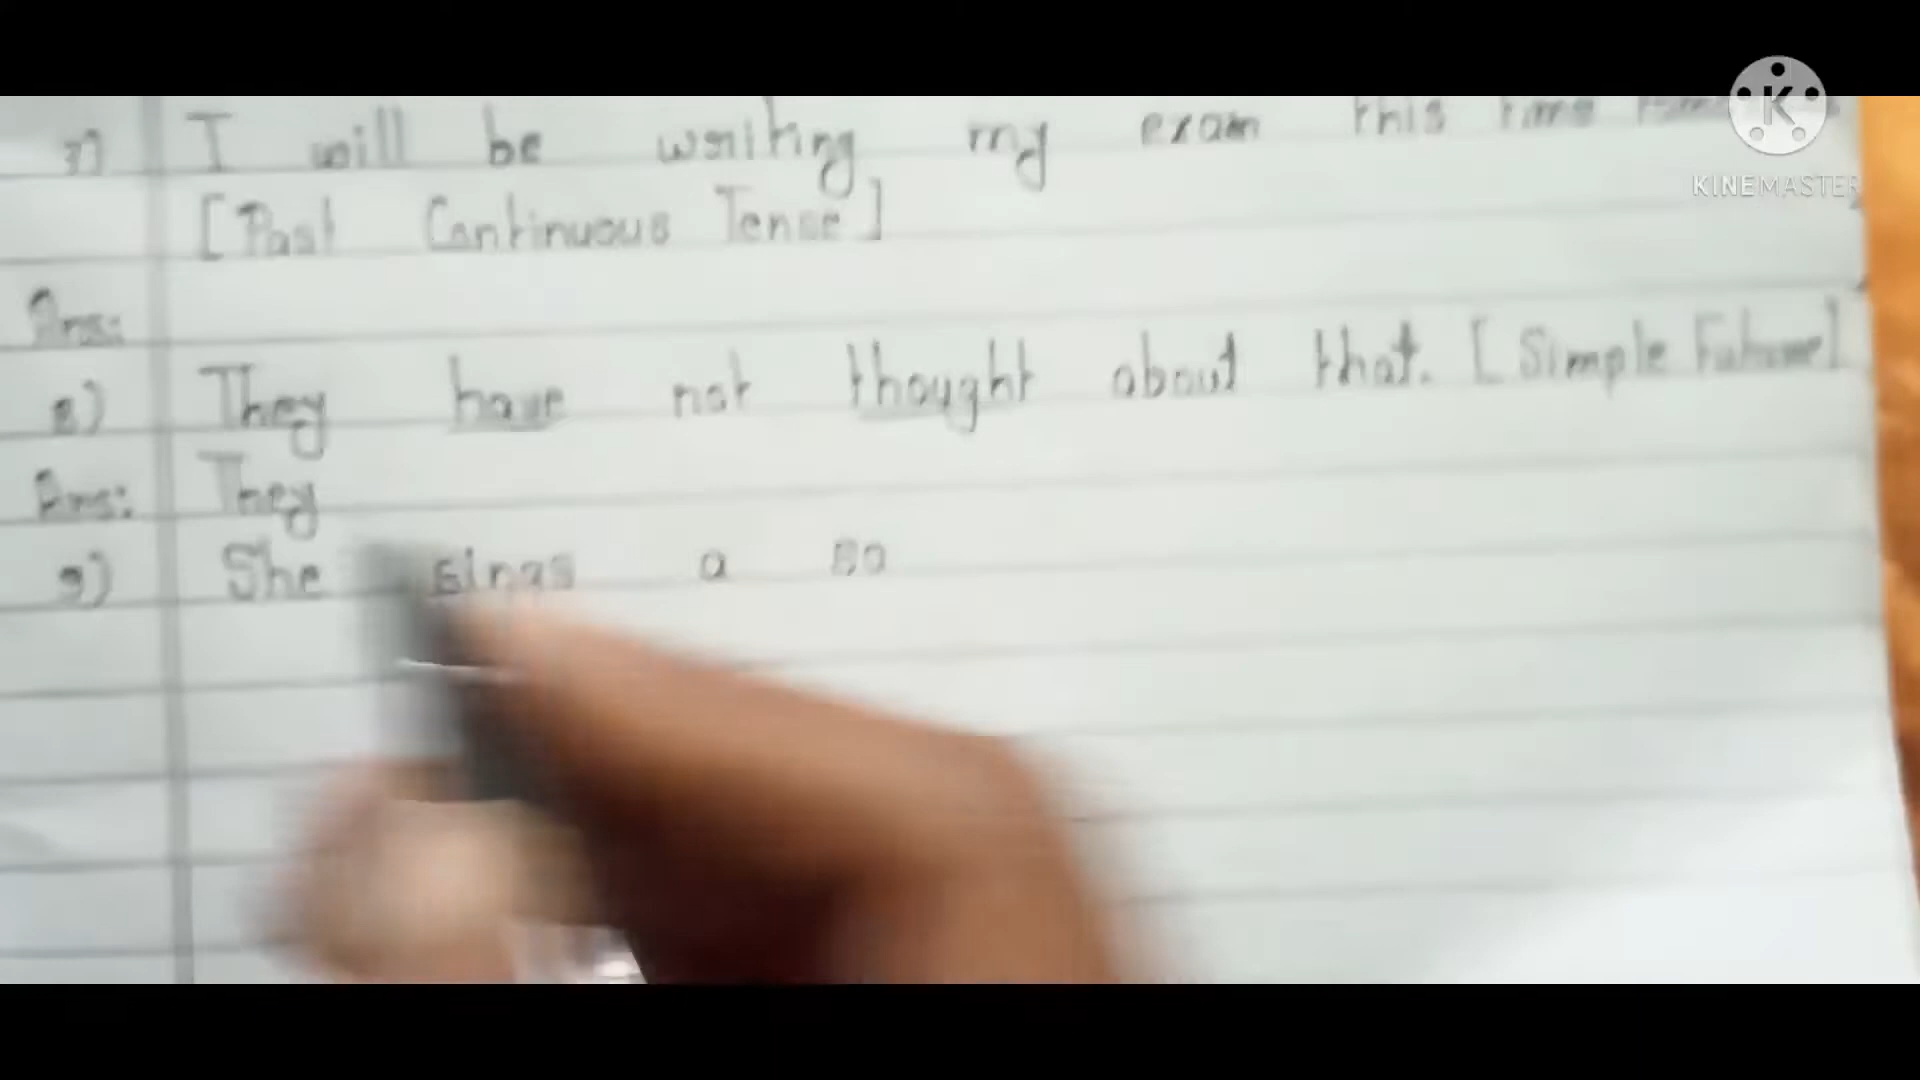 7) I will be writing my exam this time
[Past Continuous Tense]
Ans:
8) They have not thought about that. [Simple Future]
Ans: They
9) She sings a so
KINEMASTER